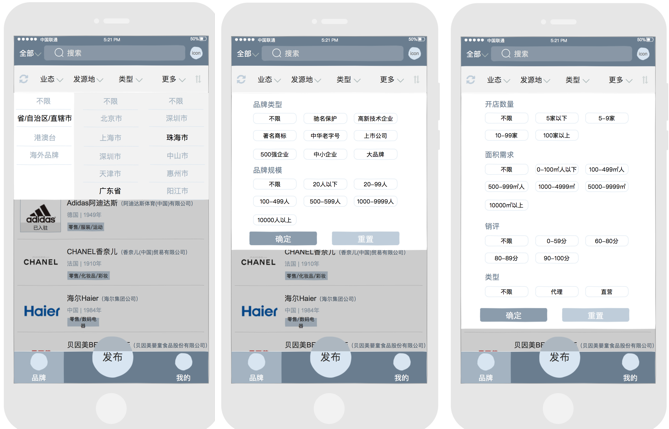 中国联通
5:21 PM
50%
全部
搜索
icon
业态
发源地
类型
更多
不限
不限
不限
省/自治区/直辖市
北京市
深圳市
港澳台
上海市
珠海市
海外品牌
深圳市
中山市
天津市
惠州市
广东省
阳江市
adidas
已入驻
Adidas阿迪达斯 (阿迪达斯体育(中国)有限公司)
德国 | 1949年
零售/服装/运动
CHANEL
CHANEL香奈儿 (香奈儿(中国)贸易有限公司)
法国 | 1910年
零售/化妆品/彩妆
Haier
海尔Haier (海尔集团公司)
中国 | 1984年
零售/数码电器
贝因美BE
贝因美婴童食品股份有限公司)
发布
品牌
我的
中国联通
5:21 PM
50%
全部
搜索
icon
业态
发源地
类型
更多
品牌类型
不限
驰名保护
高新技术企业
著名商标
中华老字号
上市公司
500强企业
中小企业
大品牌
品牌规模
不限
20人以下
20-99人
100-499人
500-599人
1000-9999人
10000人以上
确定
重置
CHANEL
CHANEL香奈儿 (香奈儿(中国)贸易有限公司)
法国 | 1910年
零售/化妆品/彩妆
Haier
海尔Haier (海尔集团公司)
中国 | 1984年
零售/数码电器
贝因美BE
贝因美婴童食品股份有限公司)
发布
品牌
我的
中国联通
5:21 PM
50%
全部
搜索
icon
业态
发源地
类型
更多
开店数量
不限
5家以下
5-9家
10-99家
100家以上
面积需求
不限
0-100㎡人以下
100-499㎡人
500-999㎡人
1000-4999㎡
5000-9999㎡
10000㎡以上
销评
不限
0-59分
60-80分
80-89分
90-100分
类型
不限
代理
直营
确定
重置
贝因美BE
贝因美婴童食品股份有限公司)
发布
品牌
我的